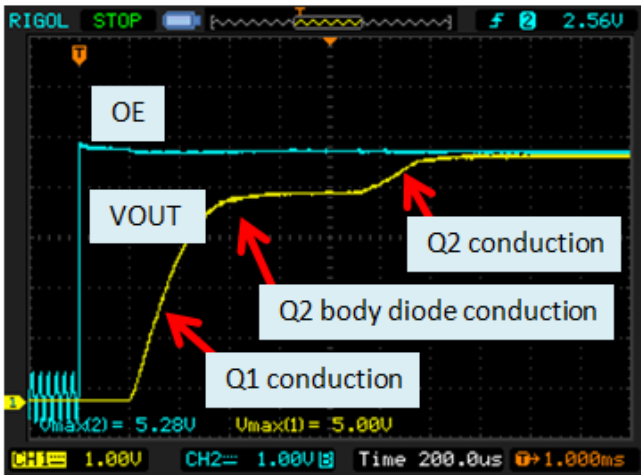 RIGOL STOP T f 2 2.56V
T
OE
VOUT
Q2 conduction
Q2 body diode conduction
Q1 conduction
1
Vmax(2)= 5.28V Vmax(1)= 5.00V
CH1 1.00V CH2 1.00V B Time 200.0us T→1.000ms